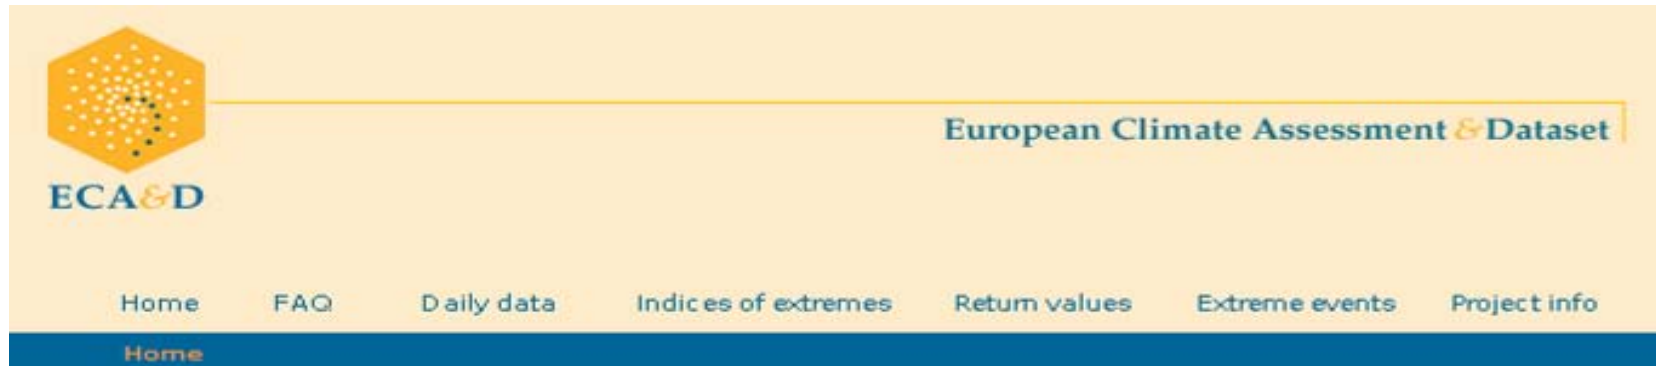 European Climate Assessment & Dataset
ECA&D
Home FAQ Daily data Indices of extremes Return values Extreme events Project info
Home